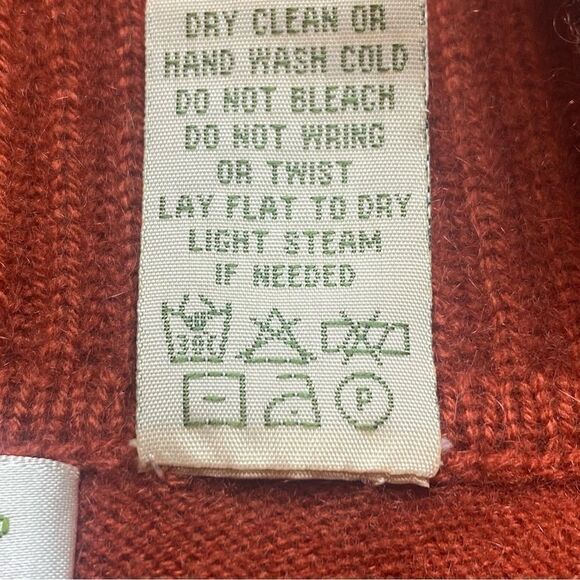 DRY CLEAN OR
HAND WASH COLD
DO NOT BLEACH
DO NOT WRING
OR TWIST
LAY FLAT TO DRY
LIGHT STEAM
IF NEEDED
P